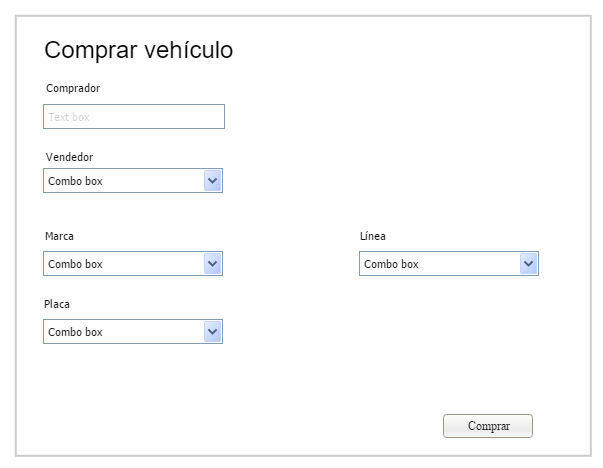 Comprar vehículo
Comprador
Text box
Vendedor
Combo box
Marca
Línea
Combo box
Combo box
Placa
Combo box
Comprar